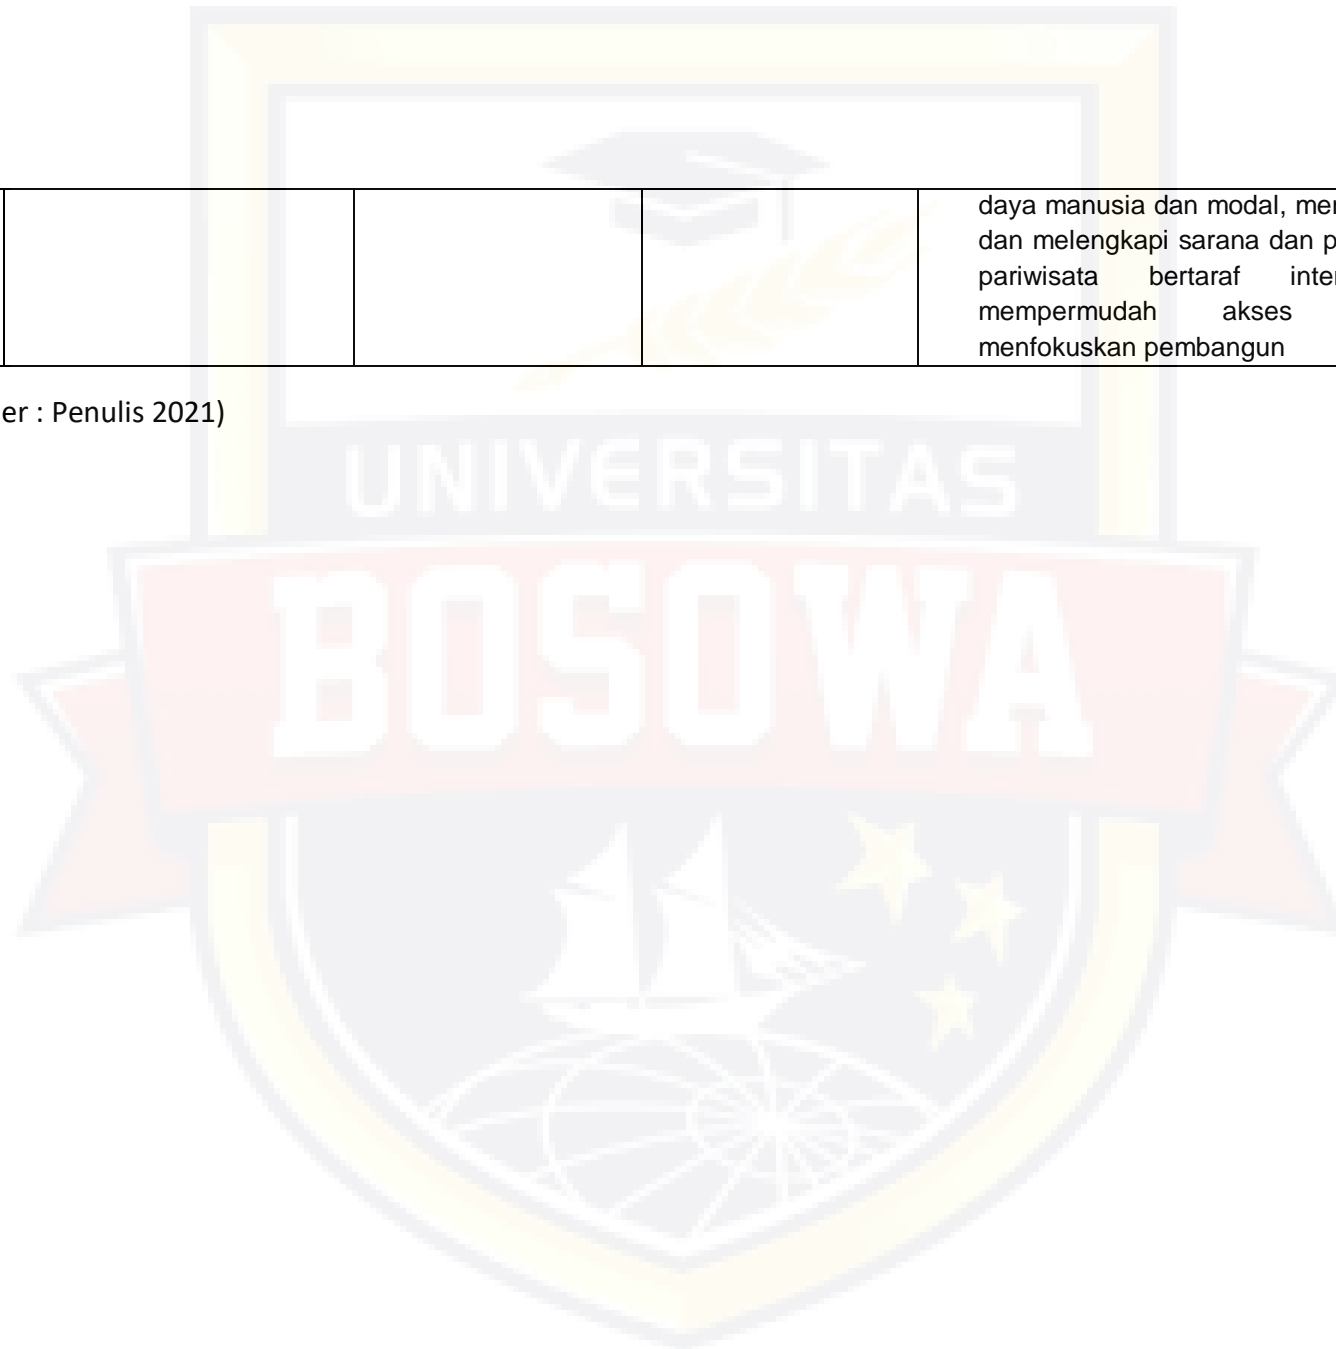 daya manusia dan modal, mer
dan melengkapi sarana dan p
pariwisata bertaraf inter
mempermudah akses
menfokuskan pembangun
er : Penulis 2021)
UNIVERSITAS
BOSOWA